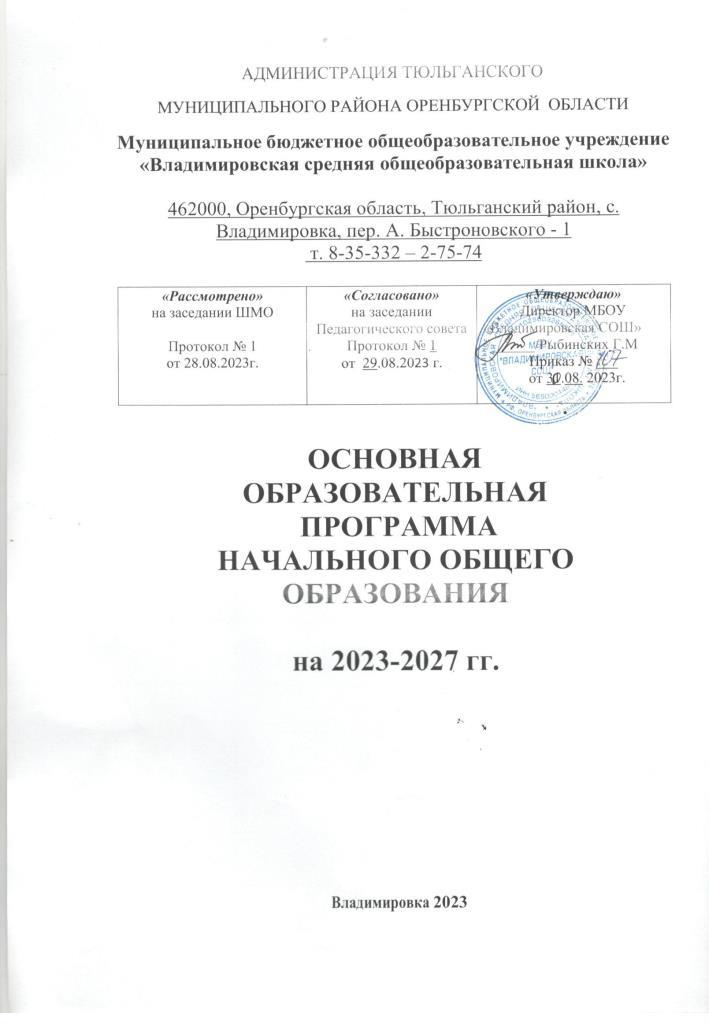 АДМИНИСТРАЦИЯ ТЮЛЬГАНСКОГО
МУНИЦИПАЛЬНОГО РАЙОНА ОРЕНБУРГСКОЙ ОБЛАСТИ
Муниципальное бюджетное общеобразовательное учреждение
«Владимировская средняя общеобразовательная школа»
462000, Оренбургская область, Тюльганский район, с.
Владимировка, пер. А. Быстроновского - 1
т. 8-35-332 – 2-75-74
«Рассмотрено»
на заседании ШМО
Протокол № 1
от 28.08.2023г.
«Согласовано»
на заседании
Педагогического совета
Протокол № 1
от 29.08.2023 г.
«Утверждаю»
Директор МБОУ
«Владимировская СОШ»
Рыбинских Г.М
Приказ № 107
от .08. 2023г.
ОСНОВНАЯ
ОБРАЗОВАТЕЛЬНАЯ
ПРОГРАММА
НАЧАЛЬНОГО ОБЩЕГО
ОБРАЗОВАНИЯ
на 2023-2027 гг.
Владимировка 2023